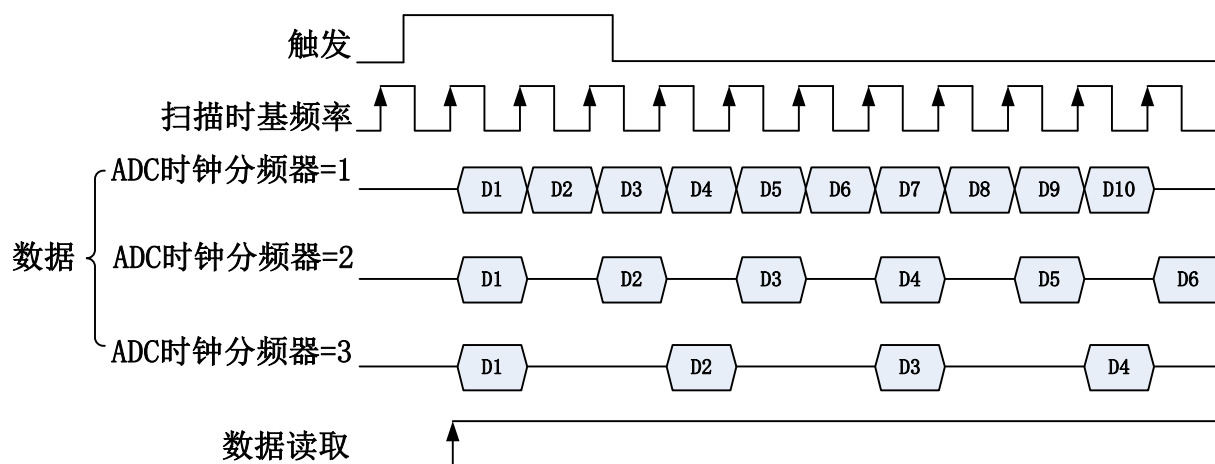 触发
扫描时基频率
ADC时钟分频器=1
D1 D2 D3 D4 D5 D6 D7 D8 D9 D10
数据
ADC时钟分频器=2
D1 D2 D3 D4 D5 D6
ADC时钟分频器=3
D1 D2 D3 D4
数据读取